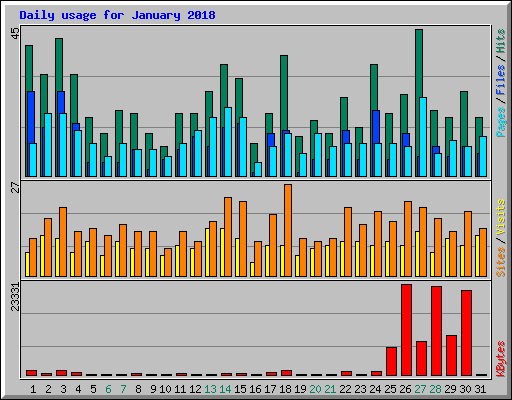 Daily usage for January 2018
45
Pages / Files / Hits
27
Sites / Visits
23331
KBytes
1 2 3 4 5 6 7 8 9 10 11 12 13 14 15 16 17 18 19 20 21 22 23 24 25 26 27 28 29 30 31